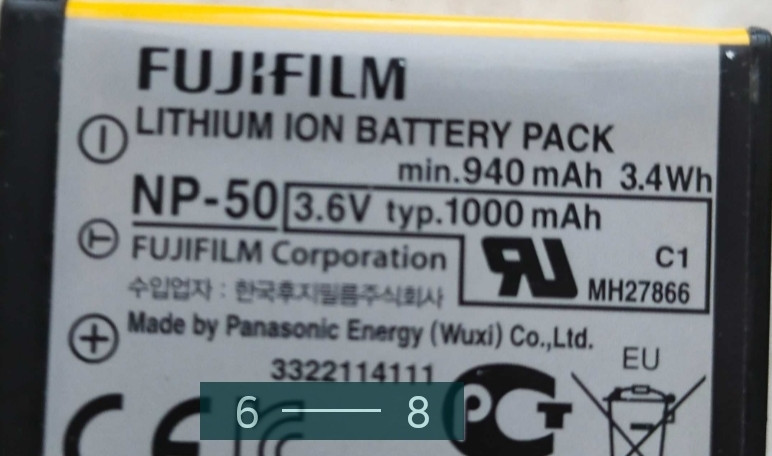 FUJIFILM
LITHIUM ION BATTERY PACK
min.940 mAh 3.4Wh
NP-50 3.6V typ.1000 mAh
FUJIFILM Corporation
C1
MH27866
수입업자 : 한국후지필름주식회사
Made by Panasonic Energy (Wuxi) Co.,Ltd.
3322114111
EU
6 — 8